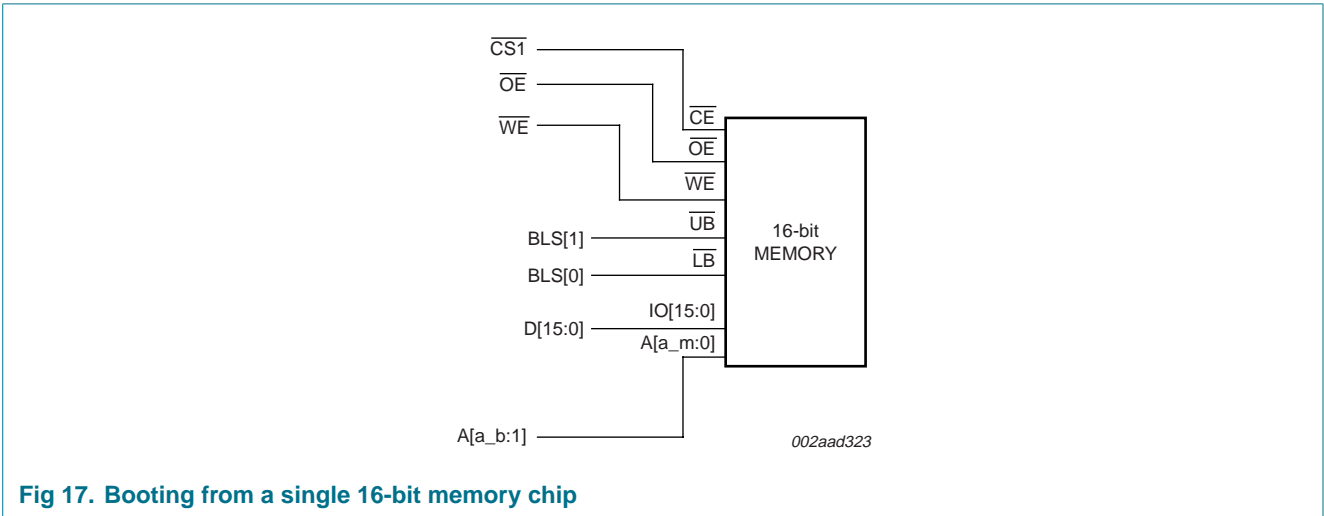 CS1
OE
WE
CE
OE
WE
UB
BLS[1]
LB
BLS[0]
16-bit
MEMORY
IO[15:0]
D[15:0]
A[a_m:0]
A[a_b:1]
002aad323
Fig 17. Booting from a single 16-bit memory chip